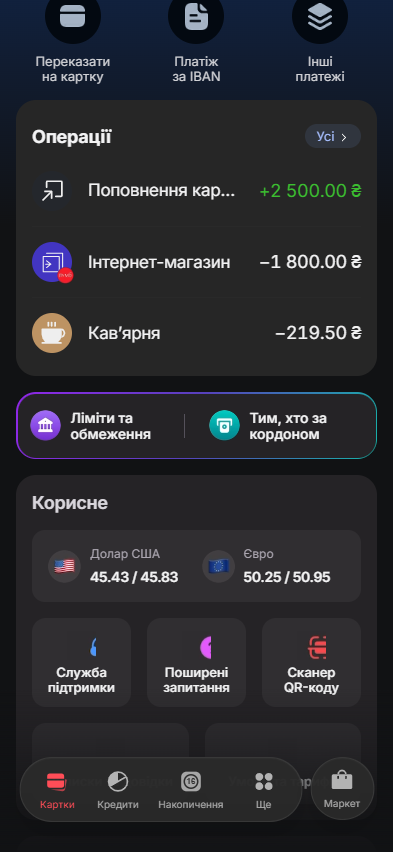 Переказати
на картку
Платіж
за IBAN
Інші
платежі
Операції
Усі
Поповнення кар...
+2 500.00 ₴
Інтернет-магазин
−1 800.00 ₴
Кав’ярня
−219.50 ₴
Ліміти та
обмеження
Тим, хто за
кордоном
Корисне
Долар США
45.43 / 45.83
Євро
50.25 / 50.95
Служба
підтримки
Поширені
запитання
Сканер
QR-коду
Картки
Кредити
16
Накопичення
Ще
Маркет